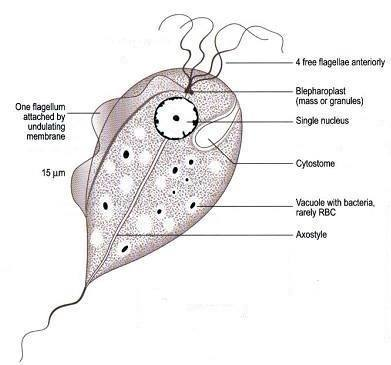 4 free flagellae anteriorly
Blepharoplast
(mass or granules)
Single nucleus
Cytostome
Vacuole with bacteria,
rarely RBC
Axostyle
One flagellum
attached by
undulating
membrane
15 µm